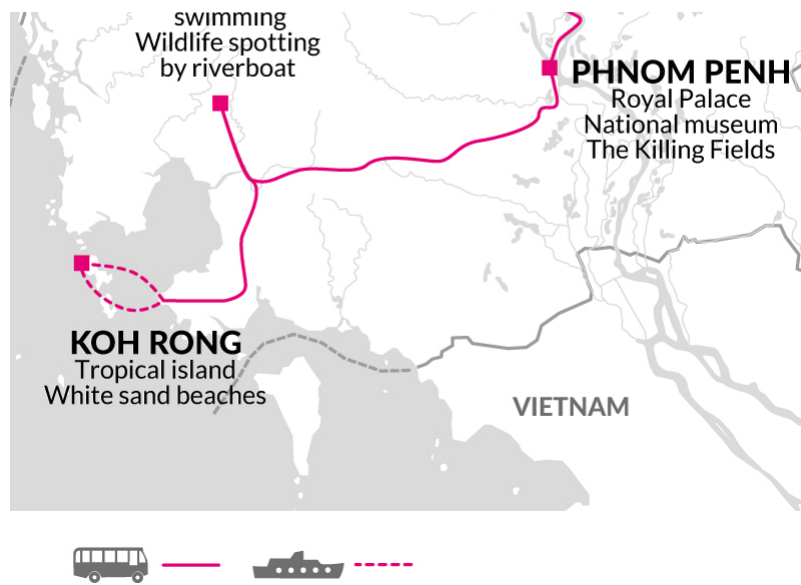 swimming
Wildlife spotting
by riverboat
PHNOM PENH
Royal Palace
National museum
The Killing Fields
KOH RONG
Tropical island
White sand beaches
VIETNAM